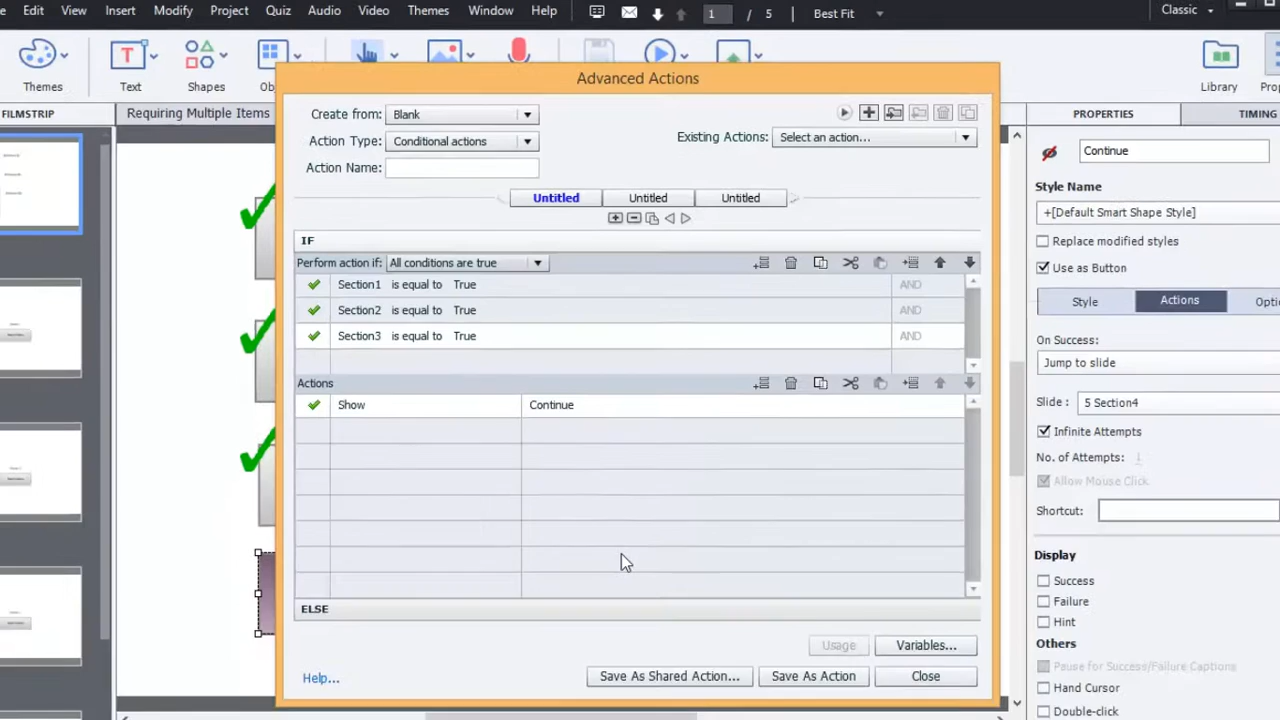 Edit Insert Modify Project Quiz Audio Video Themes Window Help 1 / 5 Best Fit Classic
Themes Text Shapes Library
FILMSTRIP Requiring Multiple Items PROPERTIES TIMING
Advanced Actions
Create from: Blank
Action Type: Conditional actions
Existing Actions: Select an action...
Action Name:
Untitled Untitled Untitled
IF
Perform action if: All conditions are true
Section1 is equal to True AND
Section2 is equal to True AND
Section3 is equal to True AND
Actions
Show Continue
ELSE
Usage Variables...
Help... Save As Shared Action... Save As Action Close
Continue
Style Name
+[Default Smart Shape Style]
Replace modified styles
Use as Button
Style Actions
On Success:
Jump to slide
Slide : 5 Section4
Infinite Attempts
No. of Attempts: 1
Allow Mouse Click
Shortcut:
Display
Success
Failure
Hint
Others
Pause for Success/Failure Captions
Hand Cursor
Double-click